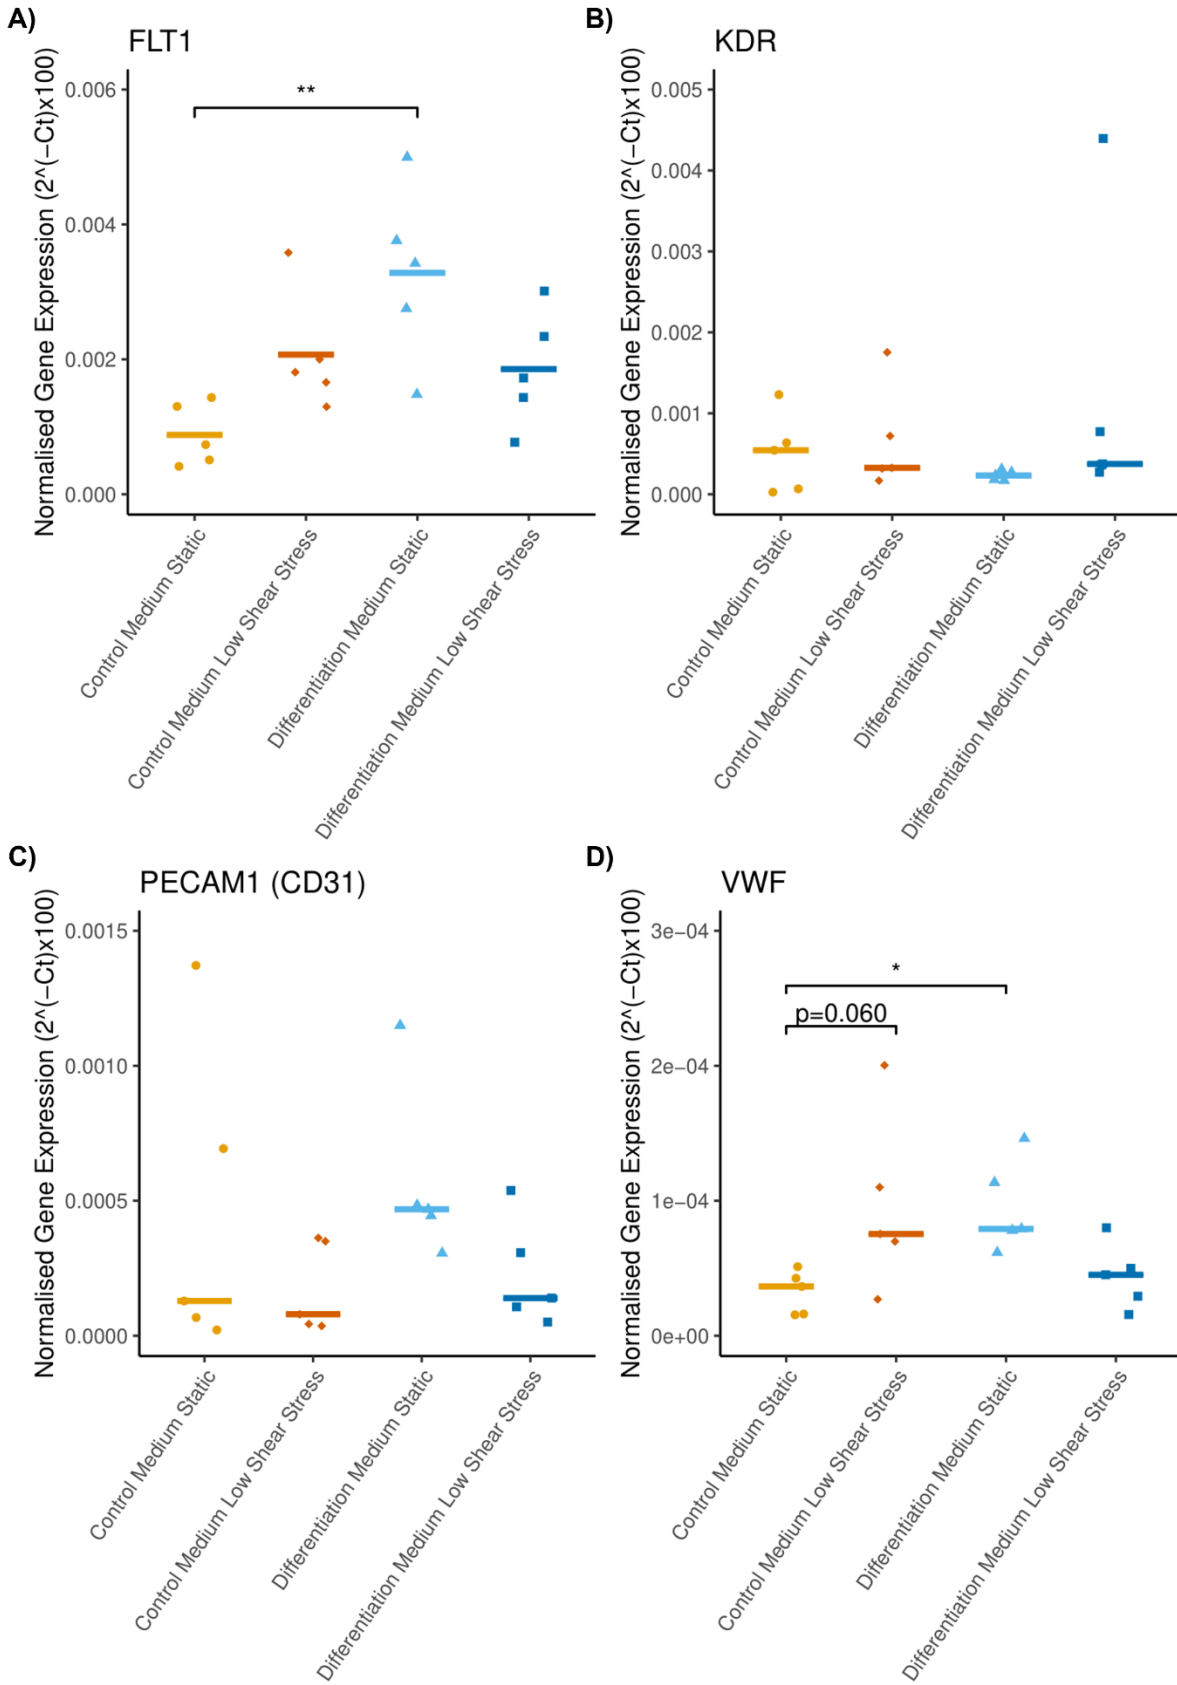 A)
FLT1
Normalised Gene Expression (2^(−Ct)x100)
0.006
0.004
0.002
0.000
**
Control Medium Static
Control Medium Low Shear Stress
Differentiation Medium Static
Differentiation Medium Low Shear Stress
B)
KDR
Normalised Gene Expression (2^(−Ct)x100)
0.005
0.004
0.003
0.002
0.001
0.000
Control Medium Static
Control Medium Low Shear Stress
Differentiation Medium Static
Differentiation Medium Low Shear Stress
C)
PECAM1 (CD31)
Normalised Gene Expression (2^(−Ct)x100)
0.0015
0.0010
0.0005
0.0000
Control Medium Static
Control Medium Low Shear Stress
Differentiation Medium Static
Differentiation Medium Low Shear Stress
D)
VWF
Normalised Gene Expression (2^(−Ct)x100)
3e−04
2e−04
1e−04
0e+00
*
p=0.060
Control Medium Static
Control Medium Low Shear Stress
Differentiation Medium Static
Differentiation Medium Low Shear Stress